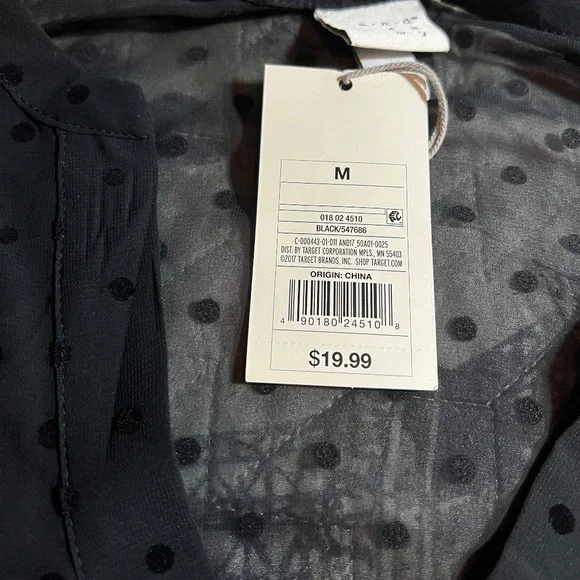 M
018 02 4510
BLACK/547686
C-000443-01-011 AND17_50A01-0025
DIST. BY TARGET CORPORATION MPLS., MN 55403
©2017 TARGET BRANDS, INC. SHOP TARGET.COM
ORIGIN: CHINA
4 90180 24510 8
$19.99